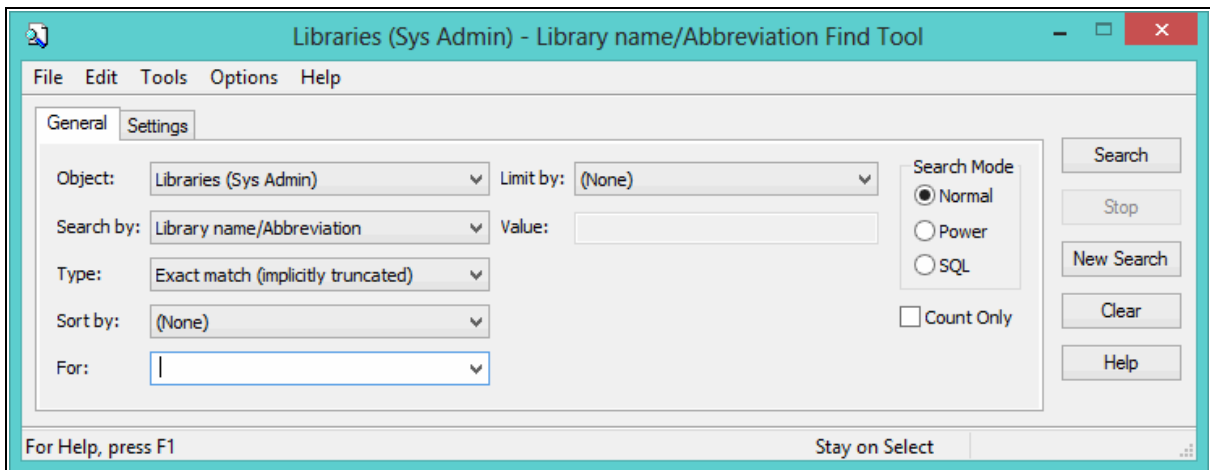 Libraries (Sys Admin) - Library name/Abbreviation Find Tool
File Edit Tools Options Help
General Settings
Object: Libraries (Sys Admin) Limit by: (None) Search Mode Search
Normal
Search by: Library name/Abbreviation Value: Power Stop
Type: Exact match (implicitly truncated) SQL New Search
Sort by: (None) Count Only Clear
For: Help
For Help, press F1 Stay on Select